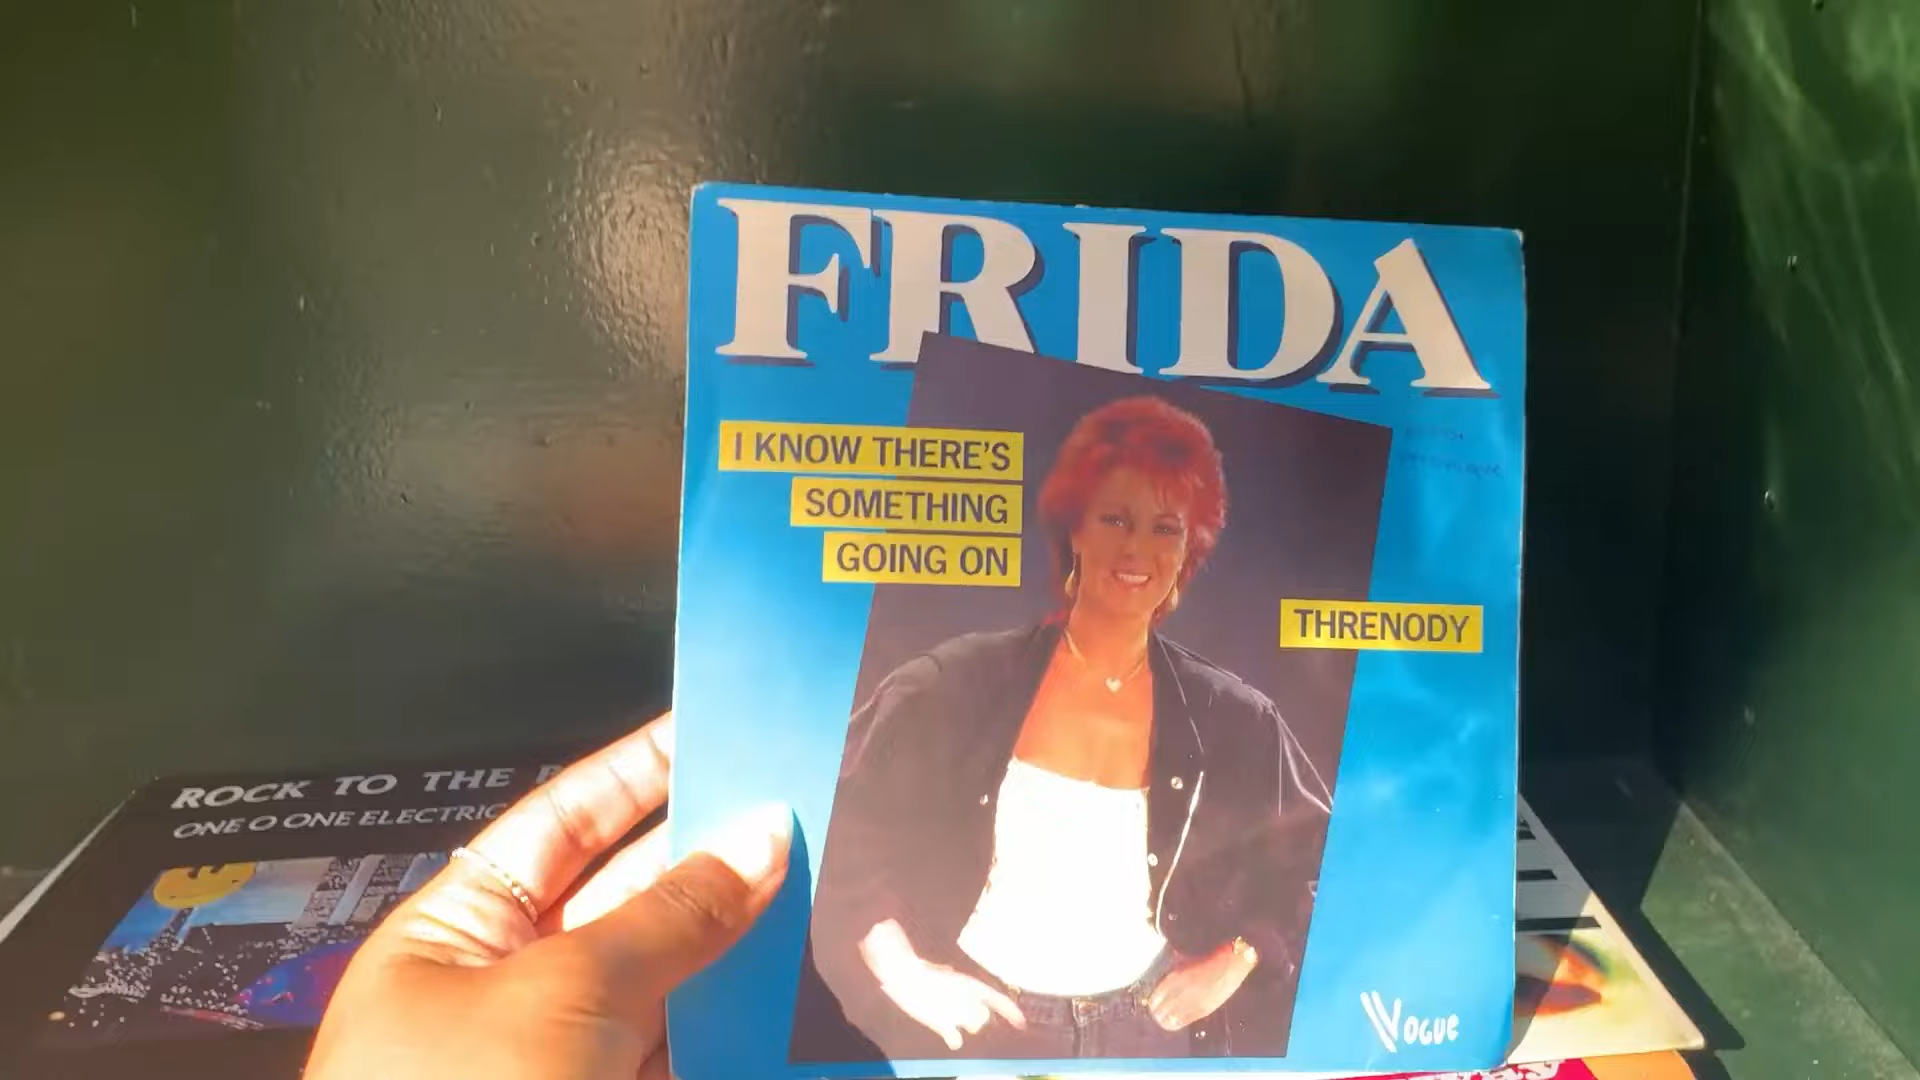 FRIDA
I KNOW THERE'S
SOMETHING
GOING ON
THRENODY
VOGUE
ROCK TO THE
ONE O ONE ELECTRIC